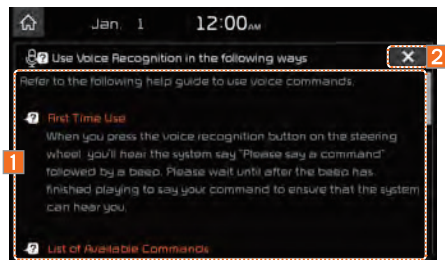 Jan. 1 12:00AM
Use Voice Recognition in the following ways
2
Refer to the following help guide to use voice commands.
First Time Use
When you press the voice recognition button on the steering
wheel, you'll hear the system say "Please say a command"
followed by a beep. Please wait until after the beep has
1
finished playing to say your command to ensure that the system
can hear you.
List of Available Commands